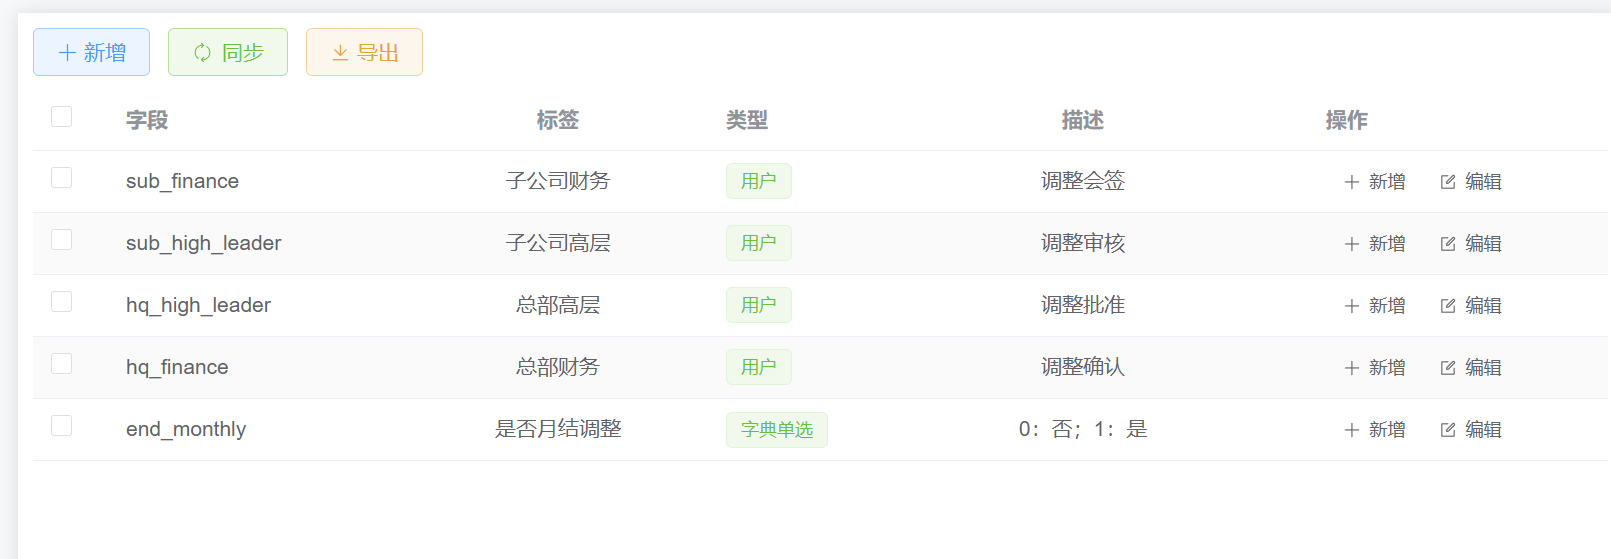 新增 同步 导出
字段 标签 类型 描述 操作
sub_finance 子公司财务 用户 调整会签 新增 编辑
sub_high_leader 子公司高层 用户 调整审核 新增 编辑
hq_high_leader 总部高层 用户 调整批准 新增 编辑
hq_finance 总部财务 用户 调整确认 新增 编辑
end_monthly 是否月结调整 字典单选 0：否；1：是 新增 编辑